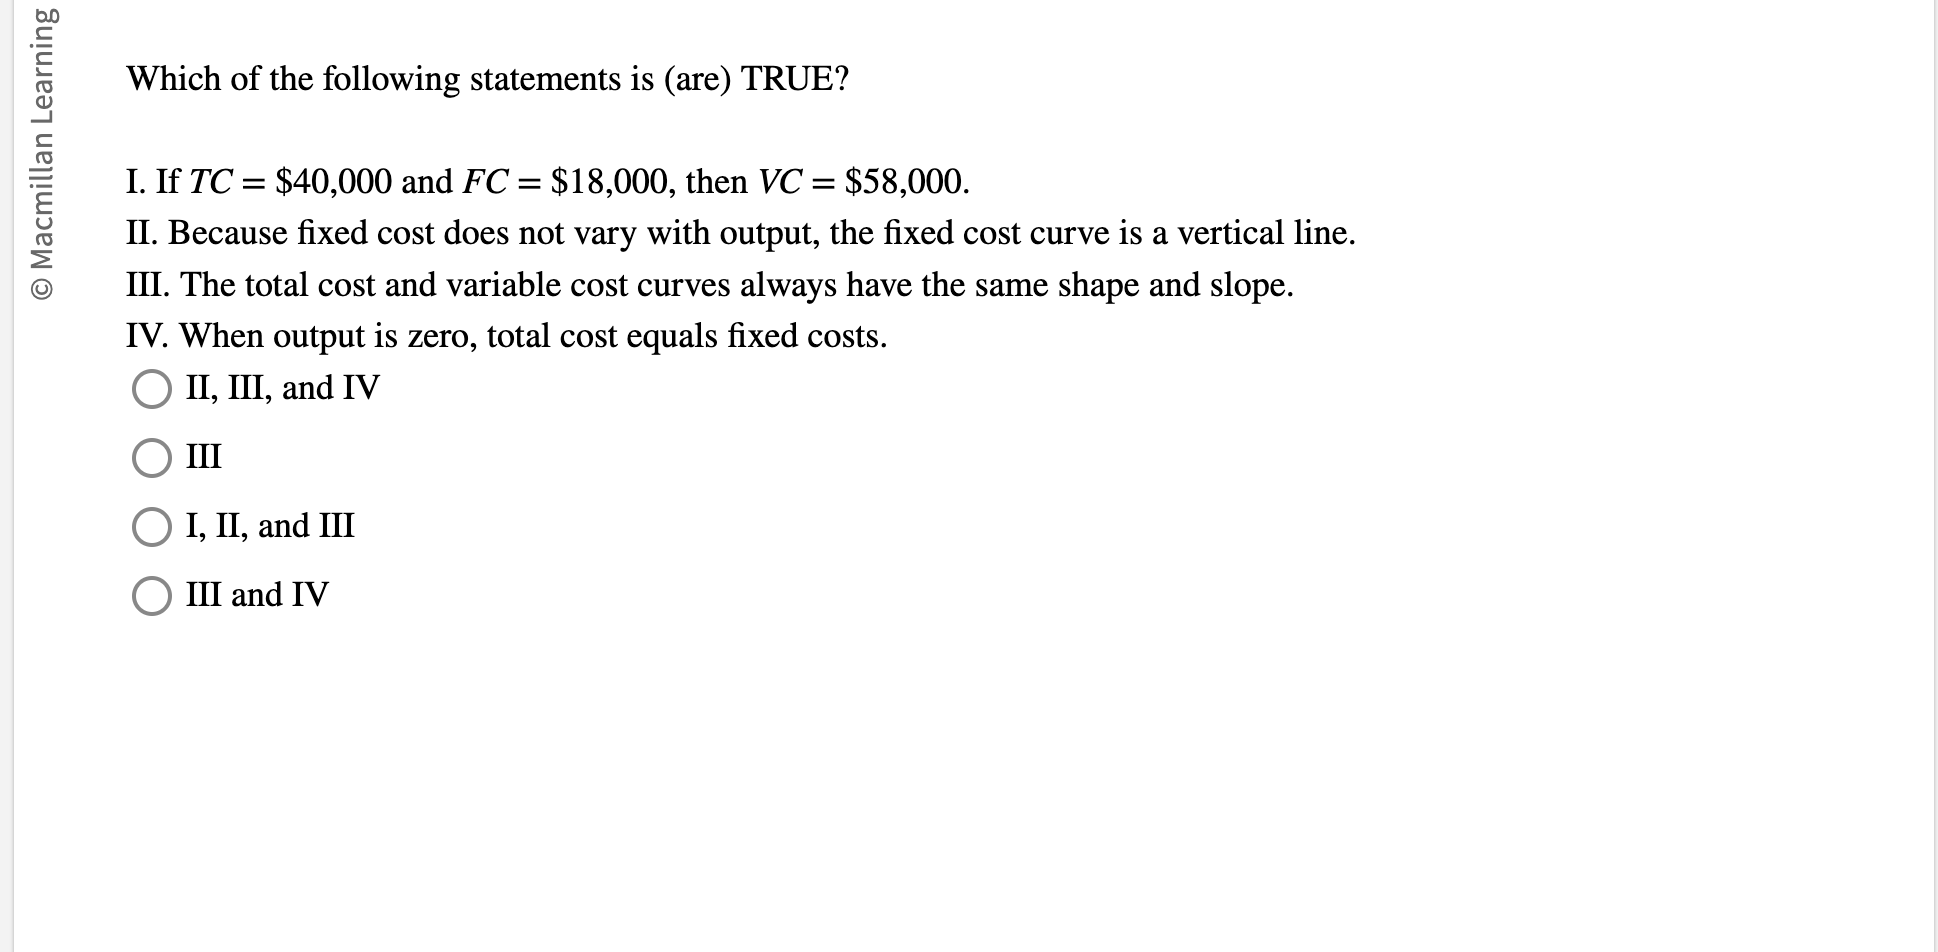 © Macmillan Learning
Which of the following statements is (are) TRUE?
I. If TC = $40,000 and FC = $18,000, then VC = $58,000.
II. Because fixed cost does not vary with output, the fixed cost curve is a vertical line.
III. The total cost and variable cost curves always have the same shape and slope.
IV. When output is zero, total cost equals fixed costs.
II, III, and IV
III
I, II, and III
III and IV